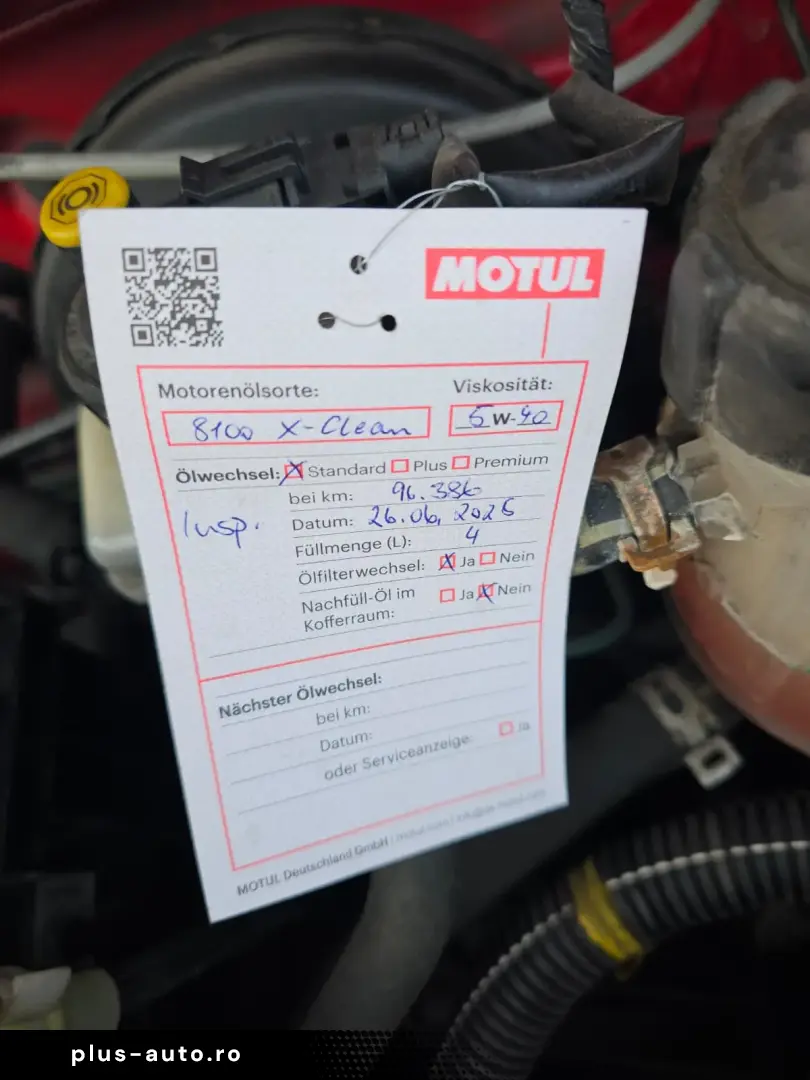 MOTUL
Motorenölsorte: Viskosität:
8100 X-Clean 5W-40
Ölwechsel: Standard Plus Premium
bei km: 96.386
Insp. Datum: 26.06.2025
Füllmenge (L): 4
Ölfilterwechsel: Ja Nein
Nachfüll-Öl im Ja Nein
Kofferraum:
Nächster Ölwechsel:
bei km:
Datum:
oder Serviceanzeige: Ja
MOTUL Deutschland GmbH
plus-auto.ro